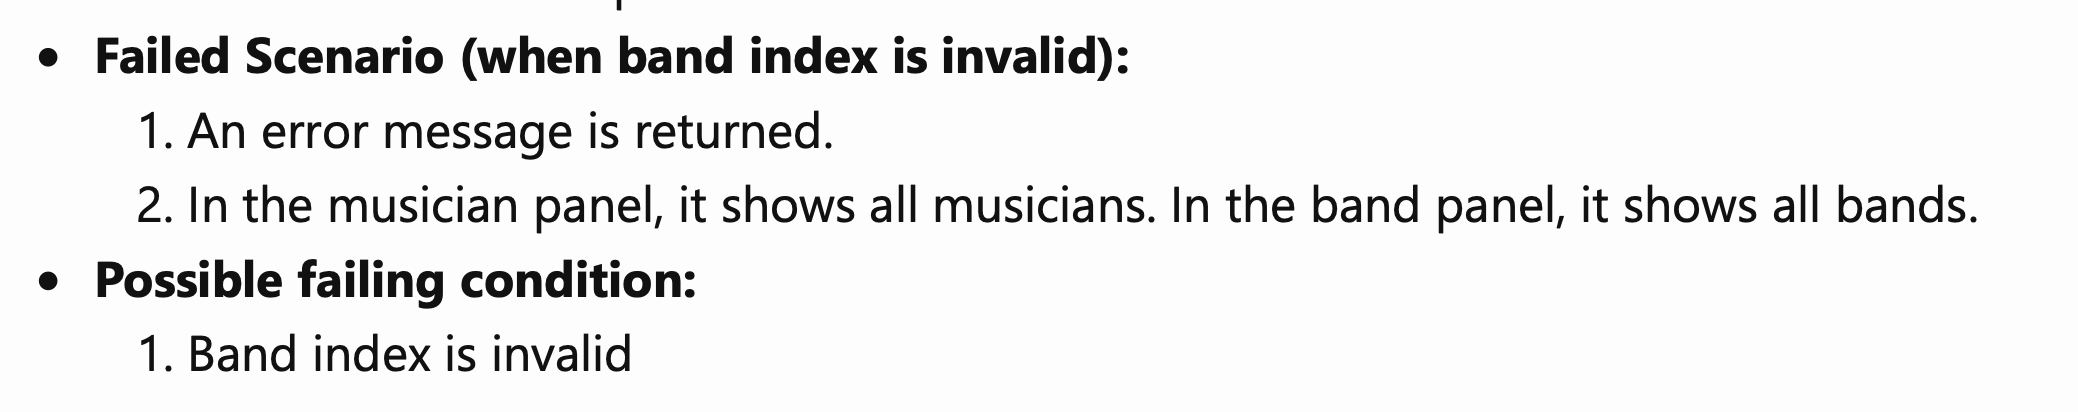 • Failed Scenario (when band index is invalid):
1. An error message is returned.
2. In the musician panel, it shows all musicians. In the band panel, it shows all bands.
• Possible failing condition:
1. Band index is invalid